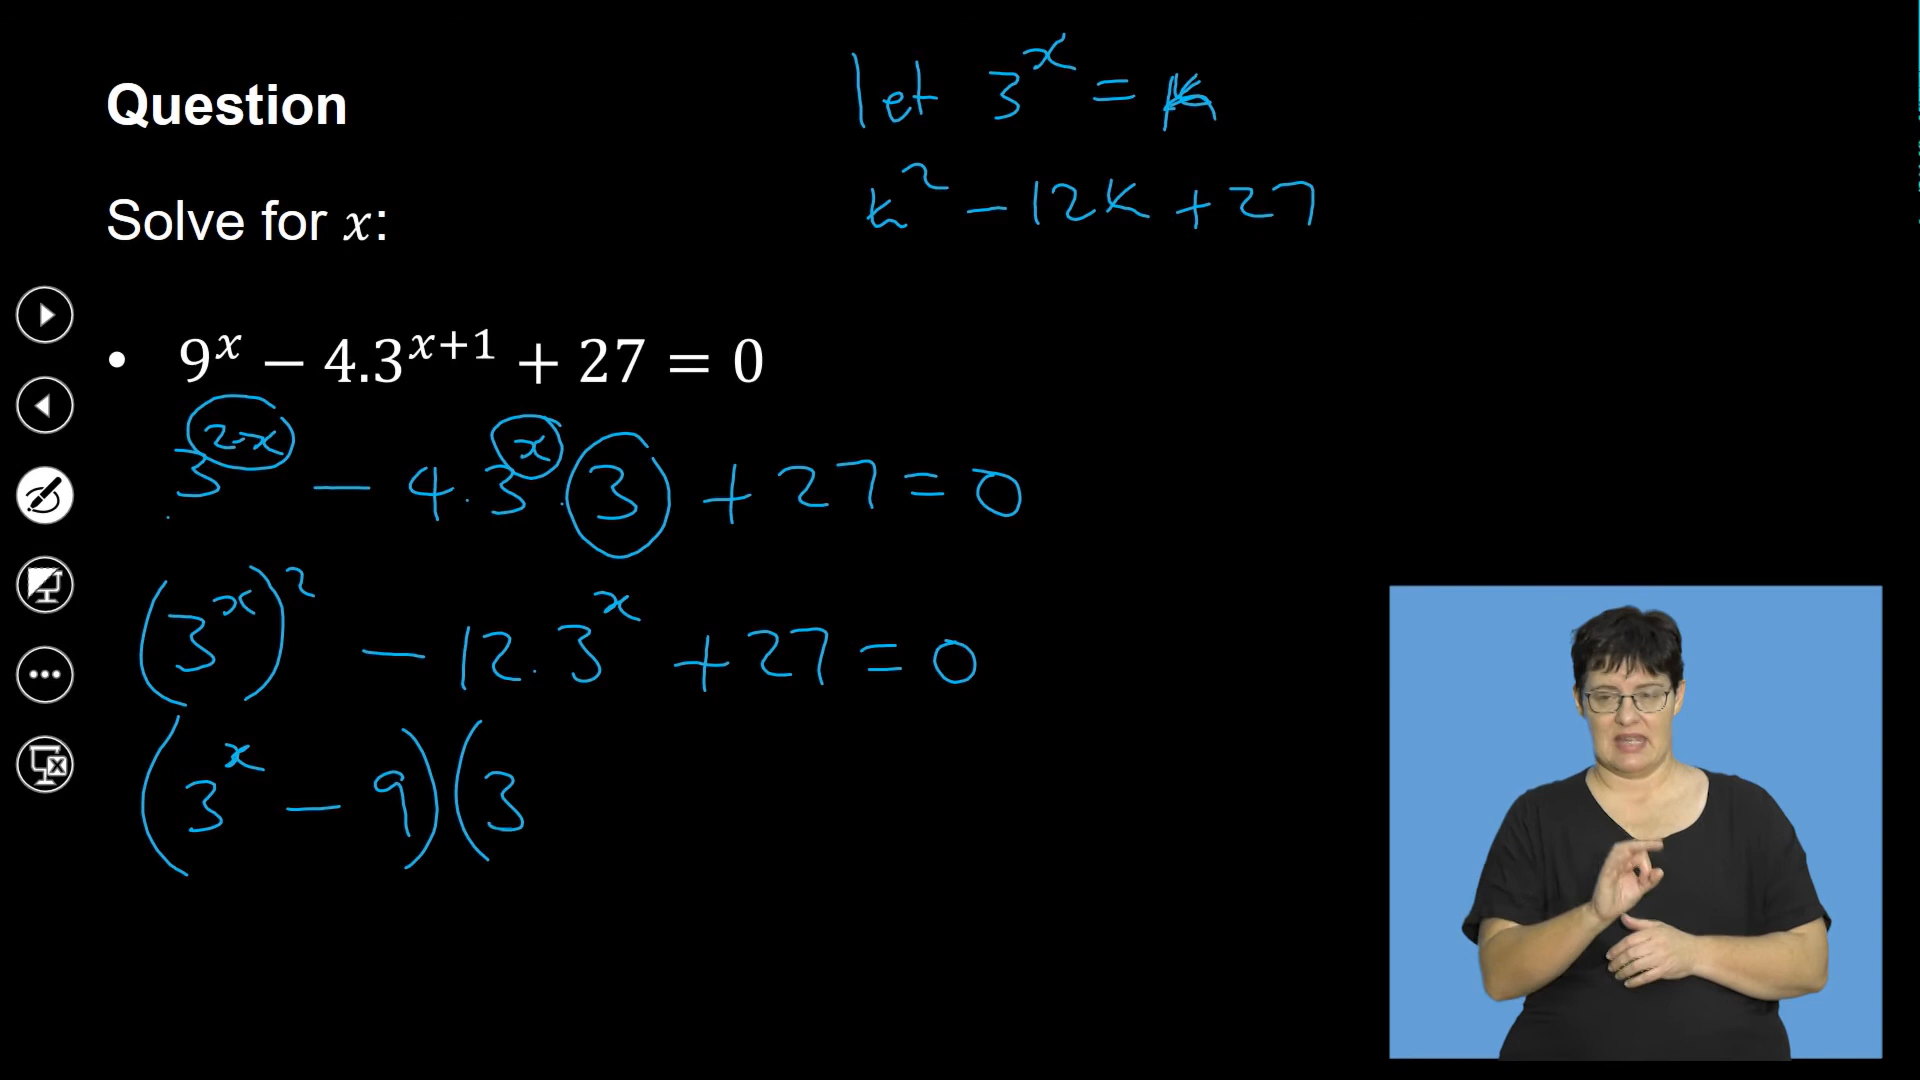 Question
let 3^x = k
k² - 12k + 27
Solve for x:
• 9^x − 4.3^{x+1} + 27 = 0
3^{2·x} - 4.3^x.3 + 27 = 0
(3^x)² - 12.3^x + 27 = 0
(3^x - 9)(3